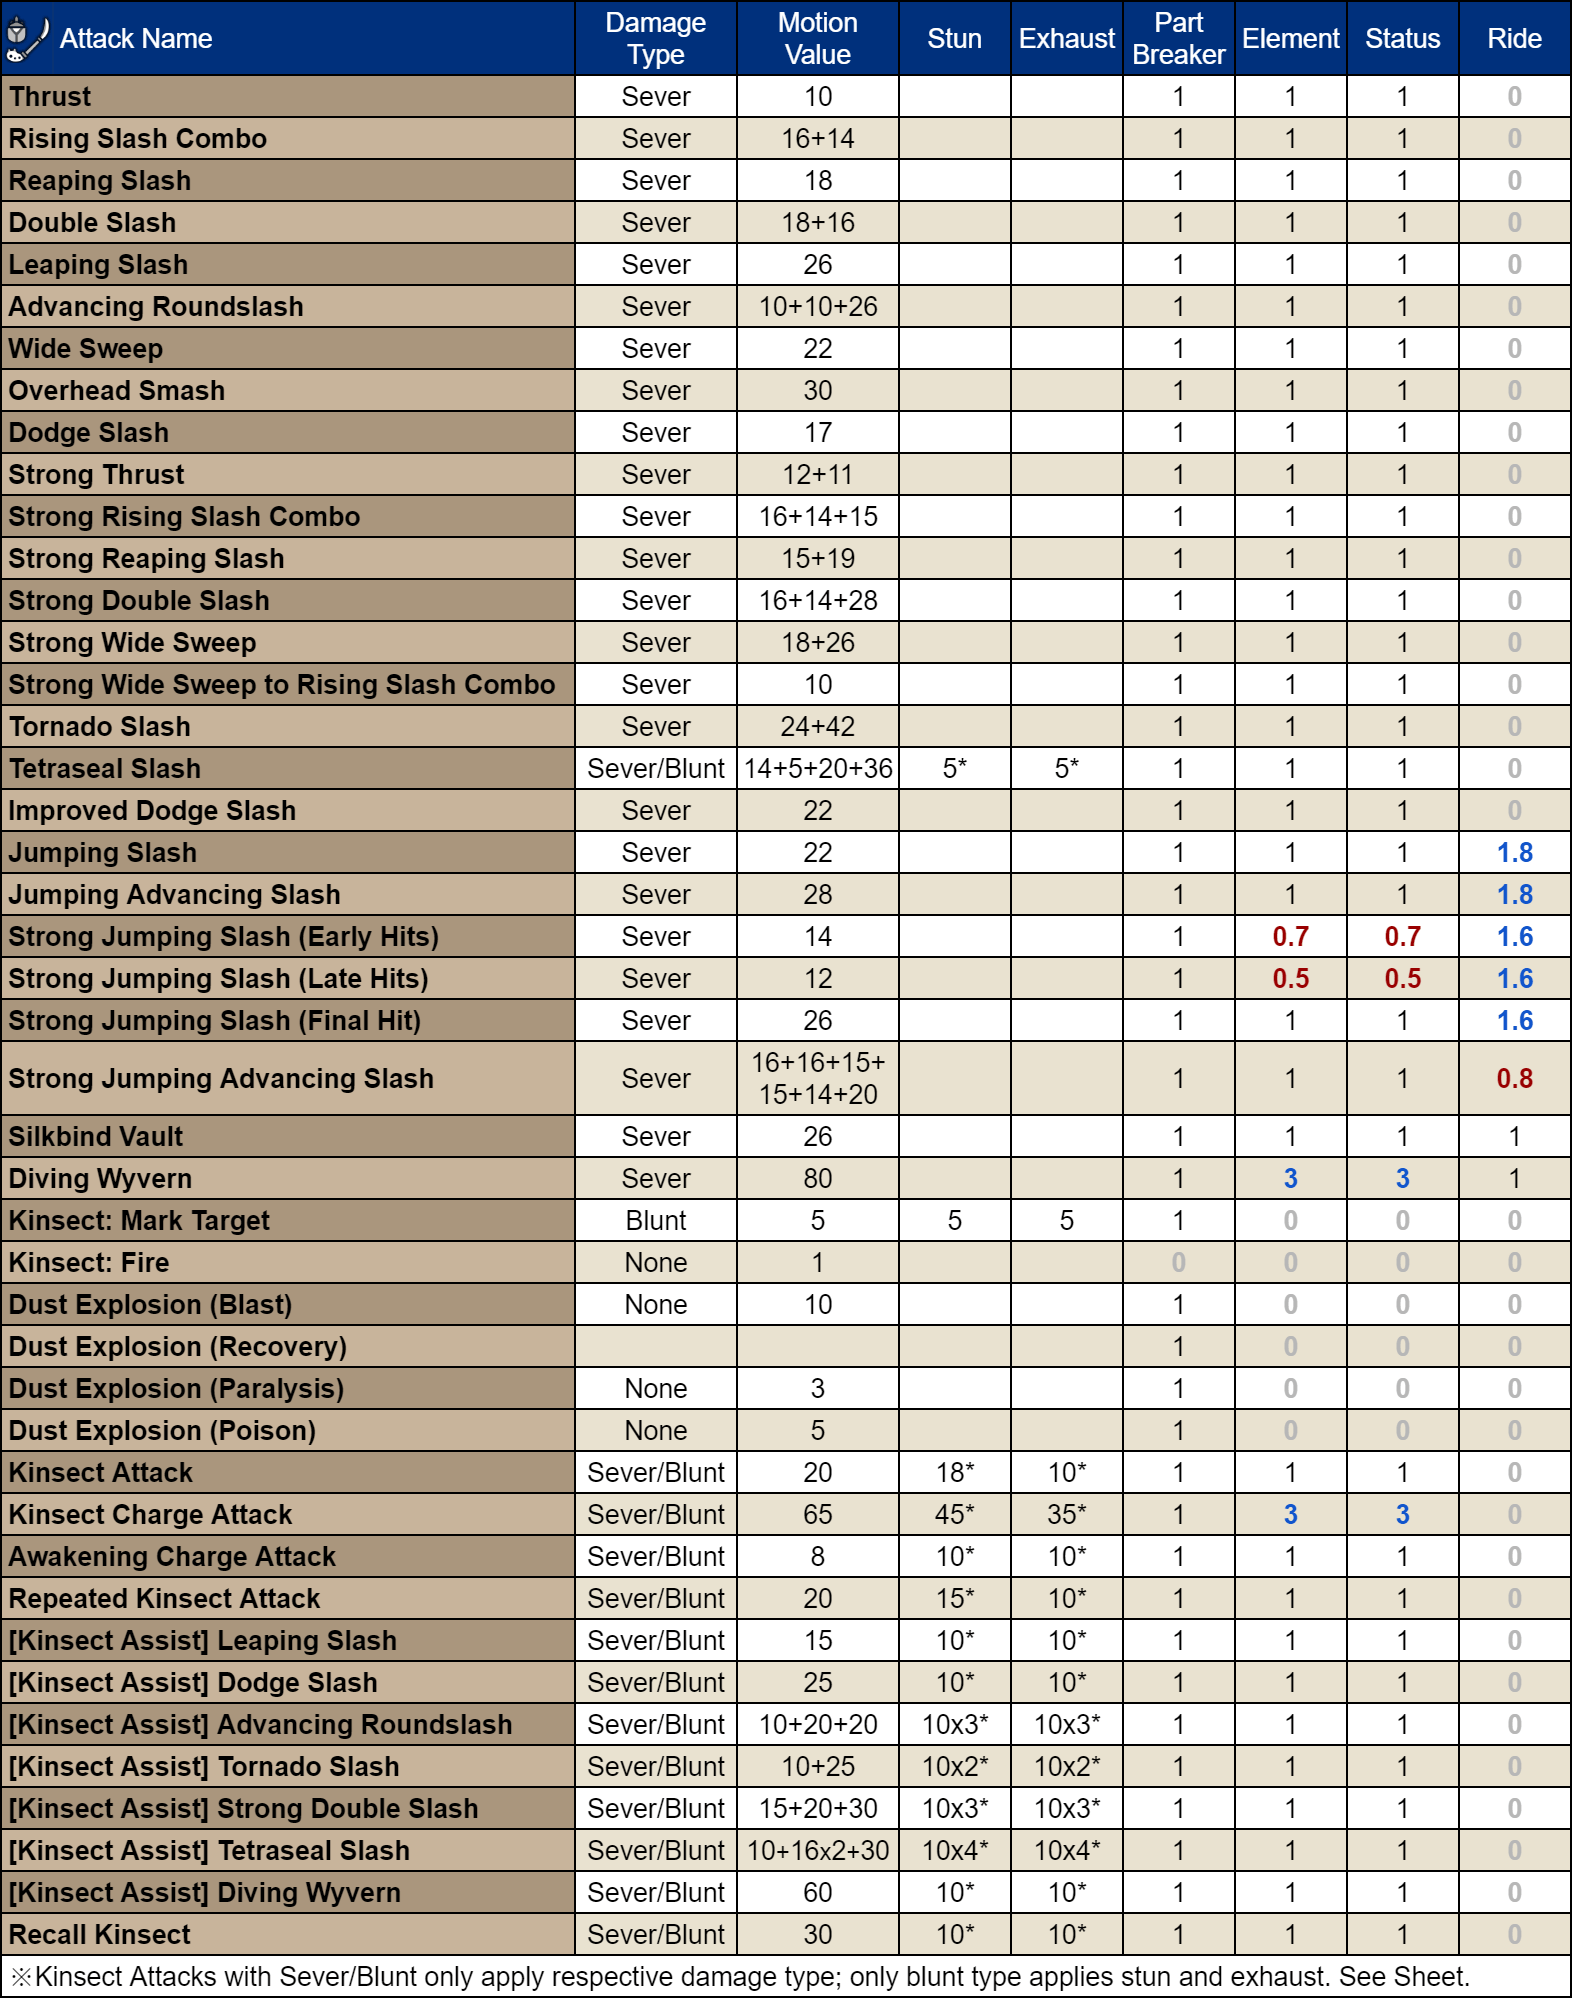 Attack Name Damage Type Motion Value Stun Exhaust Part Breaker Element Status Ride
Thrust Sever 10 1 1 1 0
Rising Slash Combo Sever 16+14 1 1 1 0
Reaping Slash Sever 18 1 1 1 0
Double Slash Sever 18+16 1 1 1 0
Leaping Slash Sever 26 1 1 1 0
Advancing Roundslash Sever 10+10+26 1 1 1 0
Wide Sweep Sever 22 1 1 1 0
Overhead Smash Sever 30 1 1 1 0
Dodge Slash Sever 17 1 1 1 0
Strong Thrust Sever 12+11 1 1 1 0
Strong Rising Slash Combo Sever 16+14+15 1 1 1 0
Strong Reaping Slash Sever 15+19 1 1 1 0
Strong Double Slash Sever 16+14+28 1 1 1 0
Strong Wide Sweep Sever 18+26 1 1 1 0
Strong Wide Sweep to Rising Slash Combo Sever 10 1 1 1 0
Tornado Slash Sever 24+42 1 1 1 0
Tetraseal Slash Sever/Blunt 14+5+20+36 5* 5* 1 1 1 0
Improved Dodge Slash Sever 22 1 1 1 0
Jumping Slash Sever 22 1 1 1 1.8
Jumping Advancing Slash Sever 28 1 1 1 1.8
Strong Jumping Slash (Early Hits) Sever 14 1 0.7 0.7 1.6
Strong Jumping Slash (Late Hits) Sever 12 1 0.5 0.5 1.6
Strong Jumping Slash (Final Hit) Sever 26 1 1 1 1.6
Strong Jumping Advancing Slash Sever 16+16+15+ 15+14+20 1 1 1 0.8
Silkbind Vault Sever 26 1 1 1 1
Diving Wyvern Sever 80 1 3 3 1
Kinsect: Mark Target Blunt 5 5 5 1 0 0 0
Kinsect: Fire None 1 0 0 0 0
Dust Explosion (Blast) None 10 1 0 0 0
Dust Explosion (Recovery) 1 0 0 0
Dust Explosion (Paralysis) None 3 1 0 0 0
Dust Explosion (Poison) None 5 1 0 0 0
Kinsect Attack Sever/Blunt 20 18* 10* 1 1 1 0
Kinsect Charge Attack Sever/Blunt 65 45* 35* 1 3 3 0
Awakening Charge Attack Sever/Blunt 8 10* 10* 1 1 1 0
Repeated Kinsect Attack Sever/Blunt 20 15* 10* 1 1 1 0
[Kinsect Assist] Leaping Slash Sever/Blunt 15 10* 10* 1 1 1 0
[Kinsect Assist] Dodge Slash Sever/Blunt 25 10* 10* 1 1 1 0
[Kinsect Assist] Advancing Roundslash Sever/Blunt 10+20+20 10x3* 10x3* 1 1 1 0
[Kinsect Assist] Tornado Slash Sever/Blunt 10+25 10x2* 10x2* 1 1 1 0
[Kinsect Assist] Strong Double Slash Sever/Blunt 15+20+30 10x3* 10x3* 1 1 1 0
[Kinsect Assist] Tetraseal Slash Sever/Blunt 10+16x2+30 10x4* 10x4* 1 1 1 0
[Kinsect Assist] Diving Wyvern Sever/Blunt 60 10* 10* 1 1 1 0
Recall Kinsect Sever/Blunt 30 10* 10* 1 1 1 0
※Kinsect Attacks with Sever/Blunt only apply respective damage type; only blunt type applies stun and exhaust. See Sheet.